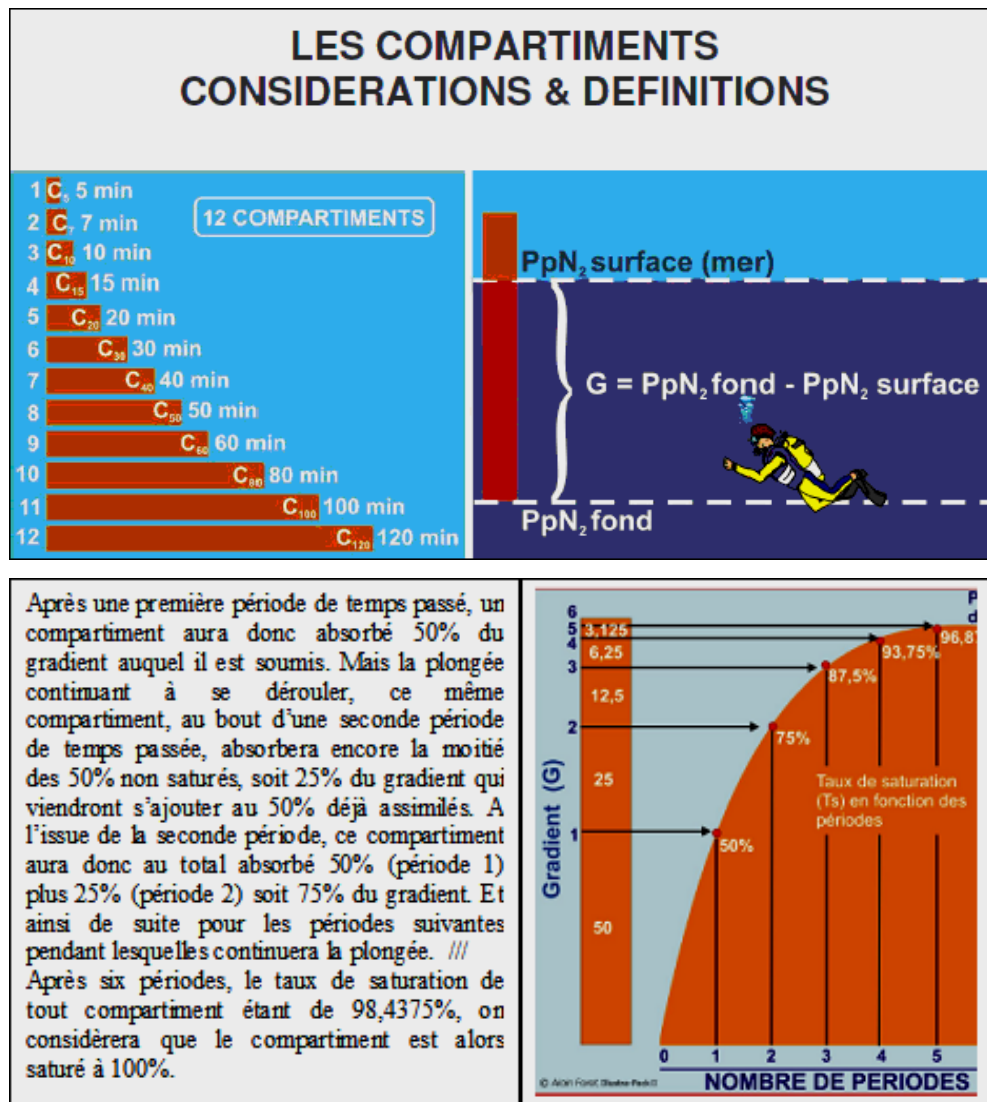 LES COMPARTIMENTS
CONSIDERATIONS & DEFINITIONS
12 COMPARTIMENTS
1 C5 5 min
2 C7 7 min
3 C10 10 min
4 C15 15 min
5 C20 20 min
6 C30 30 min
7 C40 40 min
8 C50 50 min
9 C60 60 min
10 C80 80 min
11 C100 100 min
12 C120 120 min
PpN2 surface (mer)
G = PpN2 fond - PpN2 surface
PpN2 fond
Après une première période de temps passé, un
compartiment aura donc absorbé 50% du
gradient auquel il est soumis. Mais la plongée
continuant à se dérouler, ce même
compartiment, au bout d'une seconde période
de temps passée, absorbera encore la moitié
des 50% non saturés, soit 25% du gradient qui
viendront s'ajouter au 50% déjà assimilés. A
l'issue de la seconde période, ce compartiment
aura donc au total absorbé 50% (période 1)
plus 25% (période 2) soit 75% du gradient. Et
ainsi de suite pour les périodes suivantes
pendant lesquelles continuera la plongée. ///
Après six périodes, le taux de saturation de
tout compartiment étant de 98,4375%, on
considèrera que le compartiment est alors
saturé à 100%.
Gradient (G)
6
5
4
3
2
1
3,125
6,25
12,5
25
50
96,87
93,75%
87,5%
75%
50%
Taux de saturation
(Ts) en fonction des
périodes
0 1 2 3 4 5
NOMBRE DE PERIODES